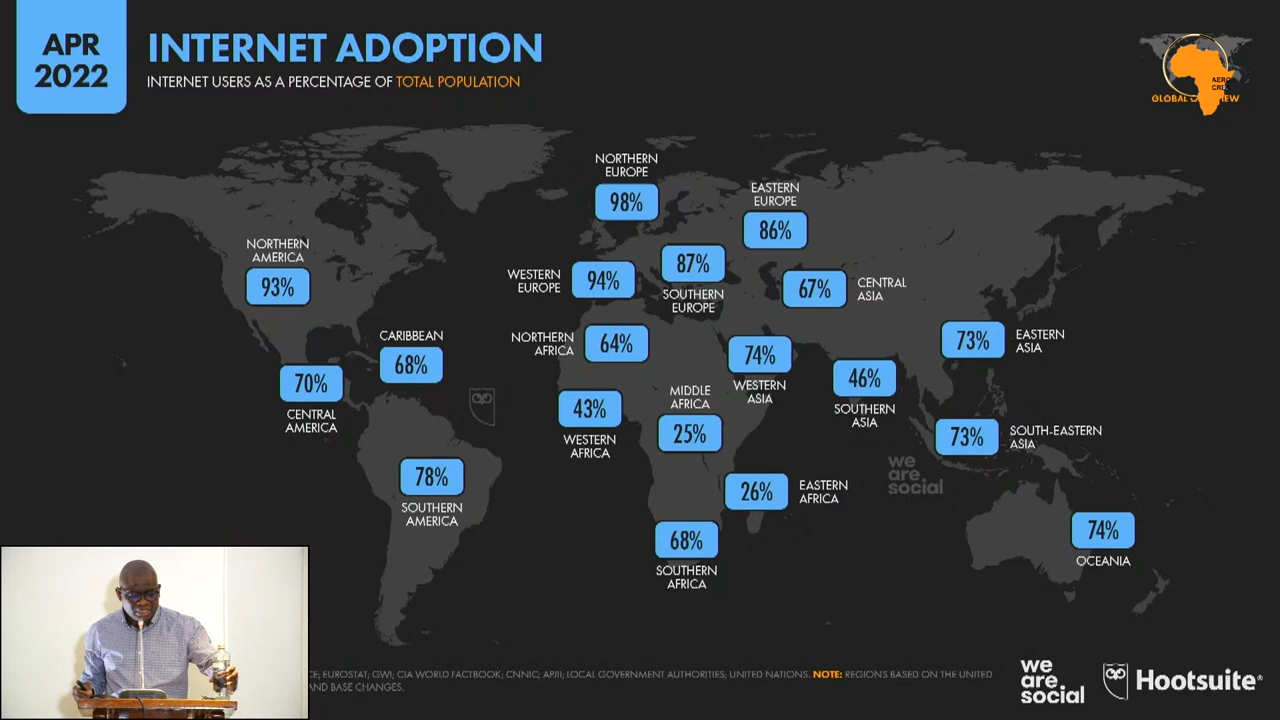 APR
2022
INTERNET ADOPTION
INTERNET USERS AS A PERCENTAGE OF TOTAL POPULATION
AERO
GLOBAL
NORTHERN
EUROPE
98%
EASTERN
EUROPE
86%
NORTHERN
AMERICA
93%
WESTERN
EUROPE
94%
87%
SOUTHERN
EUROPE
67%
CENTRAL
ASIA
CARIBBEAN
68%
NORTHERN
AFRICA
64%
74%
WESTERN
ASIA
73%
EASTERN
ASIA
70%
CENTRAL
AMERICA
43%
WESTERN
AFRICA
MIDDLE
AFRICA
25%
46%
SOUTHERN
ASIA
73%
SOUTH-EASTERN
ASIA
78%
SOUTHERN
AMERICA
26%
EASTERN
AFRICA
we
are
social
68%
SOUTHERN
AFRICA
74%
OCEANIA
CE; EUROSTAT; GWI; CIA WORLD FACTBOOK; CNNIC; APJII; LOCAL GOVERNMENT AUTHORITIES; UNITED NATIONS. NOTE: REGIONS BASED ON THE UNITED
AND BASE CHANGES.
we
are
social
Hootsuite®